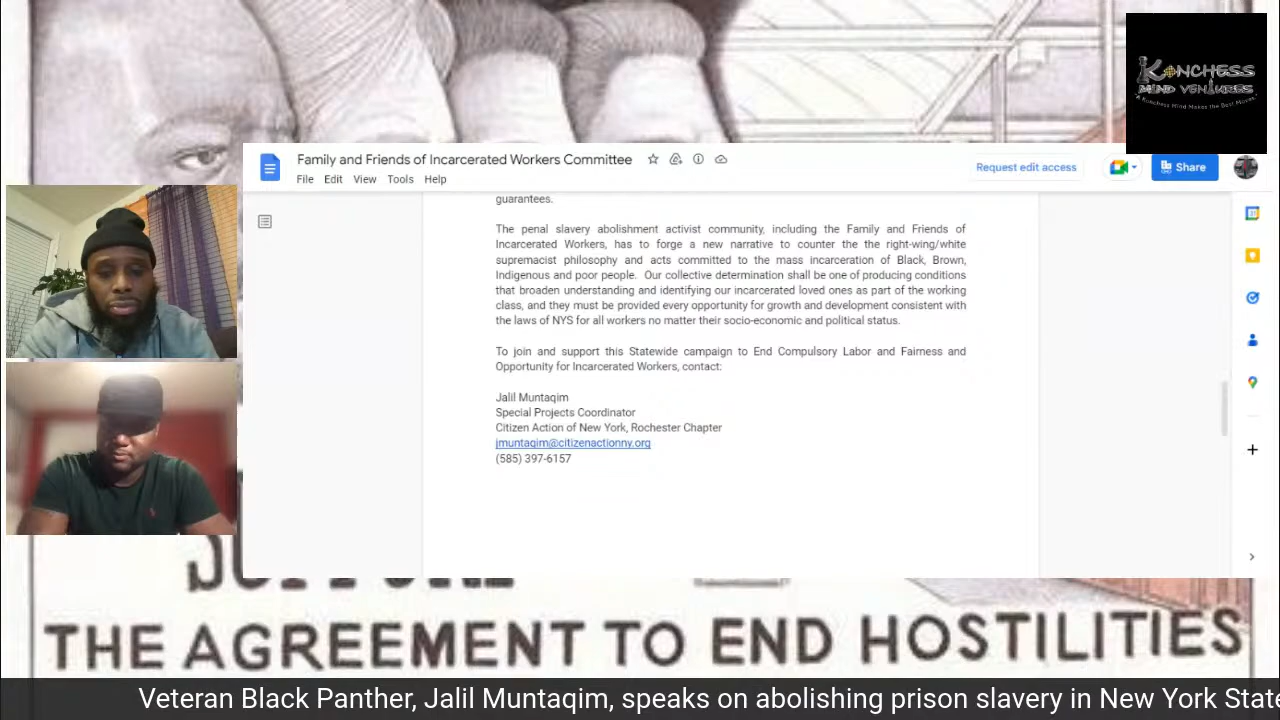 KONCHESS
MIND VENTURES
"A Konchess Mind Makes the Best Moves."
Family and Friends of Incarcerated Workers Committee
File Edit View Tools Help
Request edit access
Share
guarantees.
The penal slavery abolishment activist community, including the Family and Friends of
Incarcerated Workers, has to forge a new narrative to counter the the right-wing/white
supremacist philosophy and acts committed to the mass incarceration of Black, Brown,
Indigenous and poor people. Our collective determination shall be one of producing conditions
that broaden understanding and identifying our incarcerated loved ones as part of the working
class, and they must be provided every opportunity for growth and development consistent with
the laws of NYS for all workers no matter their socio-economic and political status.
To join and support this Statewide campaign to End Compulsory Labor and Fairness and
Opportunity for Incarcerated Workers, contact:
Jalil Muntaqim
Special Projects Coordinator
Citizen Action of New York, Rochester Chapter
jmuntaqim@citizenactionny.org
(585) 397-6157
THE AGREEMENT TO END HOSTILITIES
Veteran Black Panther, Jalil Muntaqim, speaks on abolishing prison slavery in New York State